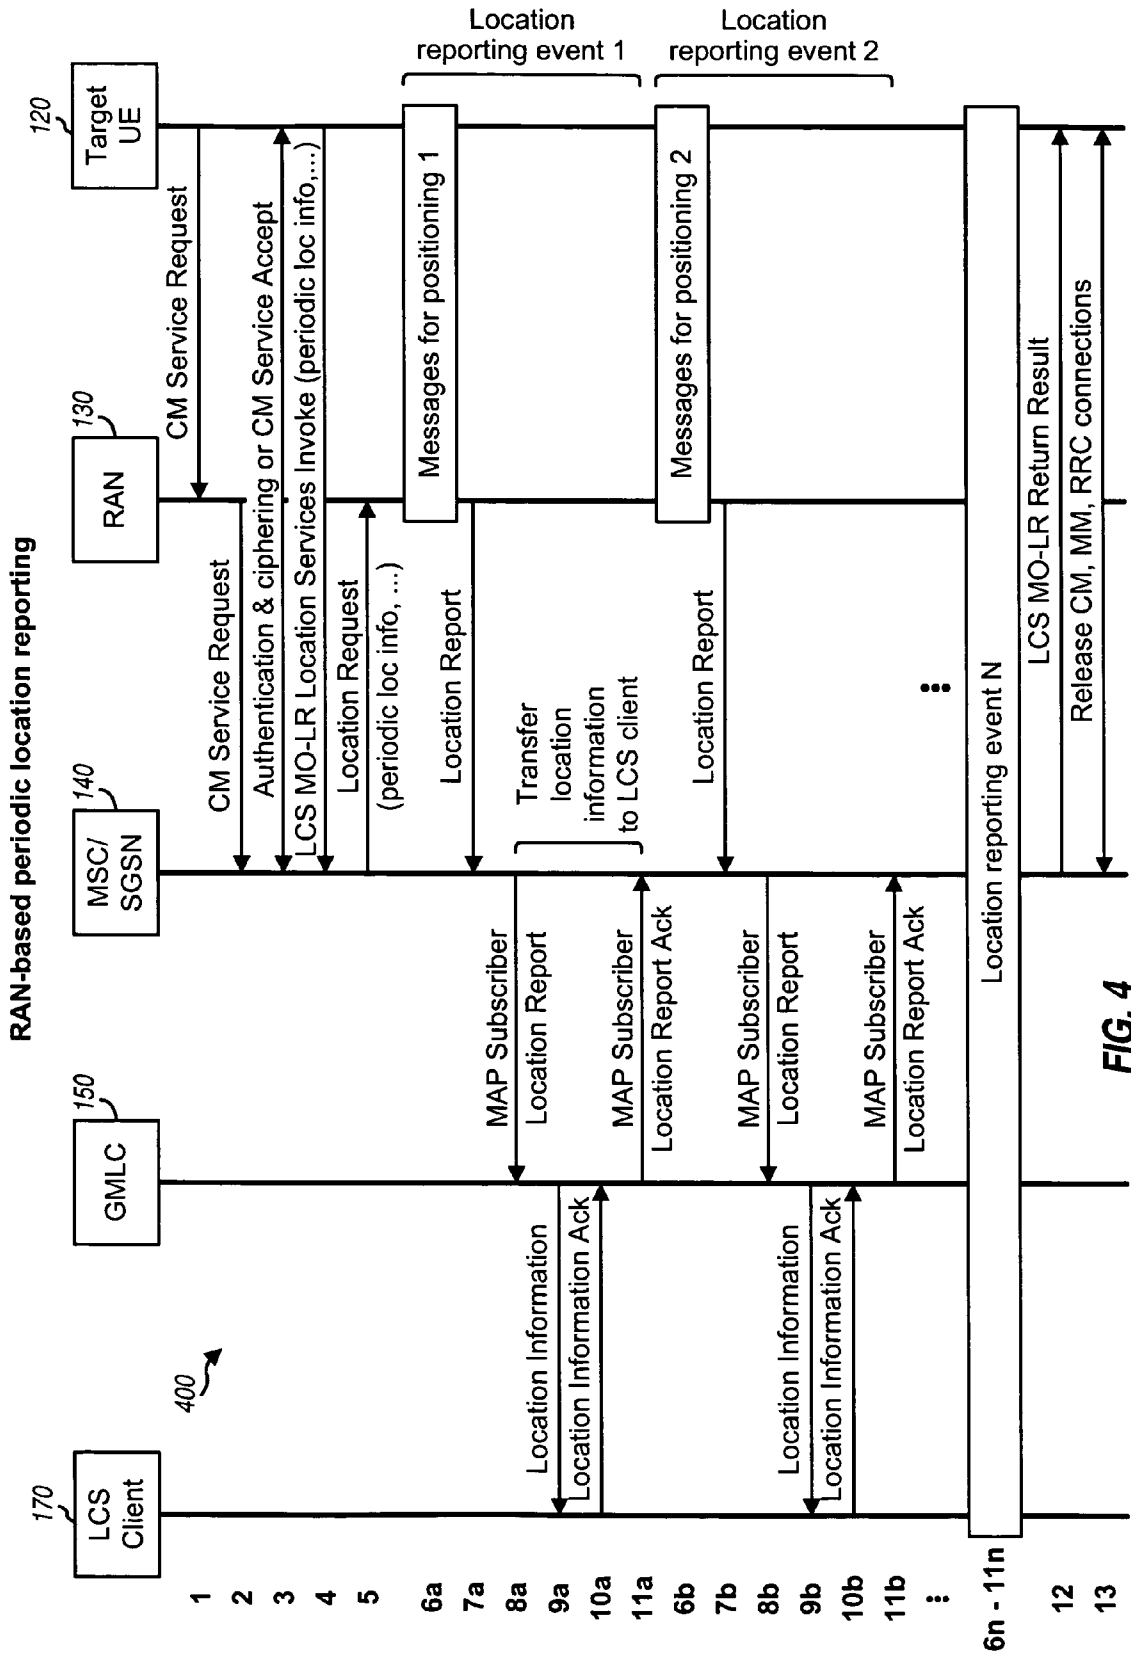 RAN-based periodic location reporting
170
LCS
Client
150
GMLC
140
MSC/
SGSN
130
RAN
120
Target
UE
400
1
CM Service Request
2
CM Service Request
3
Authentication & ciphering or CM Service Accept
4
LCS MO-LR Location Services Invoke (periodic loc info,...)
5
Location Request
(periodic loc info, ...)
Location
reporting event 1
6a
Messages for positioning 1
7a
Location Report
8a
MAP Subscriber
Location Report
Transfer
location
information
to LCS client
9a
Location Information
10a
Location Information Ack
11a
MAP Subscriber
Location Report Ack
Location
reporting event 2
6b
Messages for positioning 2
7b
Location Report
8b
MAP Subscriber
Location Report
9b
Location Information
10b
Location Information Ack
11b
MAP Subscriber
Location Report Ack
6n - 11n
Location reporting event N
12
LCS MO-LR Return Result
13
Release CM, MM, RRC connections
FIG. 4